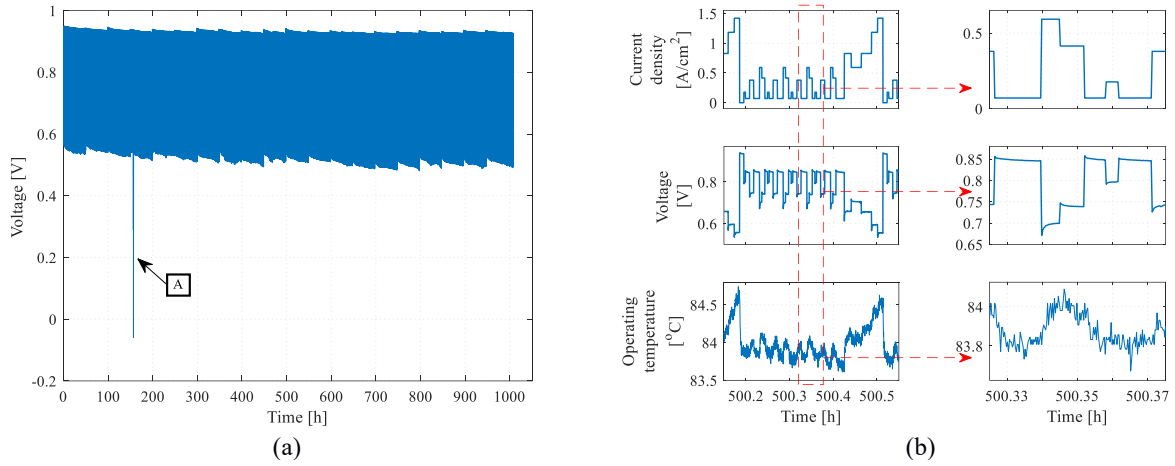 Voltage [V]
1
0.8
0.6
0.4
0.2
0
-0.2
A
0 100 200 300 400 500 600 700 800 900 1000
Time [h]
(a)
Current
density
[A/cm2]
1.5
1
0.5
0
0.5
0
Voltage
[V]
0.8
0.6
0.85
0.8
0.75
0.7
0.65
Operating
temperature
[oC]
84.5
84
83.5
84
83.8
500.2 500.3 500.4 500.5
Time [h]
500.33 500.35 500.37
Time [h]
(b)